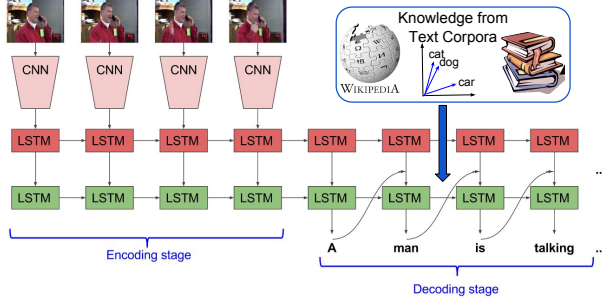 Knowledge from
Text Corpora
cat
dog
car
WIKIPEDIA
CNN CNN CNN CNN
LSTM LSTM LSTM LSTM LSTM LSTM LSTM LSTM
..
LSTM LSTM LSTM LSTM LSTM LSTM LSTM LSTM
A man is talking ..
Encoding stage
Decoding stage